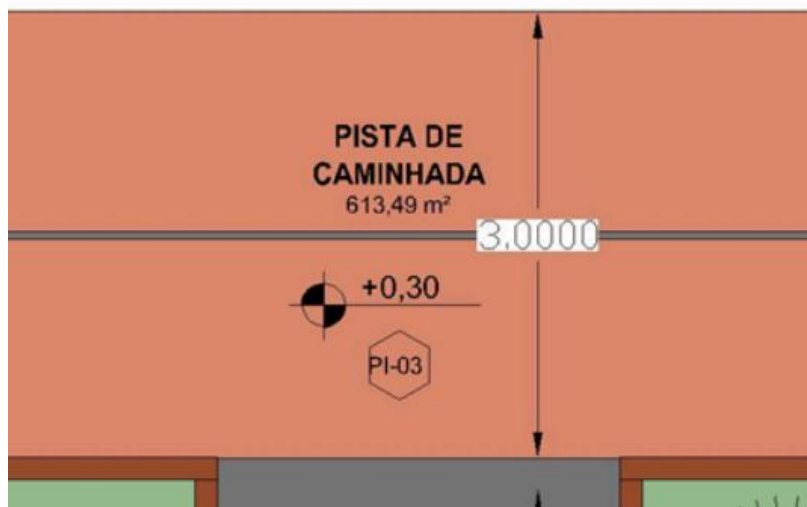 PISTA DE
CAMINHADA
613,49 m²
3.0000
+0,30
PI-03